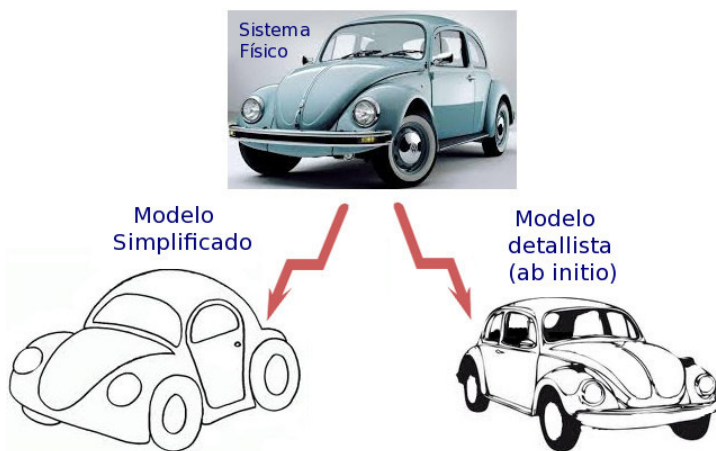 Sistema
Físico
Modelo
Simplificado
Modelo
detallista
(ab initio)